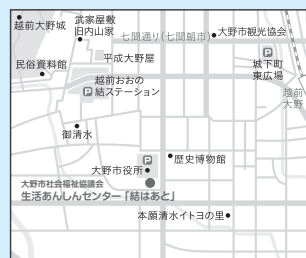 越前大野城
武家屋敷
旧内山家
七間通り(七間朝市)
大野市観光協会
平成大野屋
P
城下町
東広場
民俗資料館
P
越前おおの
結ステーション
越前
大野
御清水
P
歴史博物館
大野市役所
大野市社会福祉協議会
生活あんしんセンター「結はあと」
本願清水イトヨの里